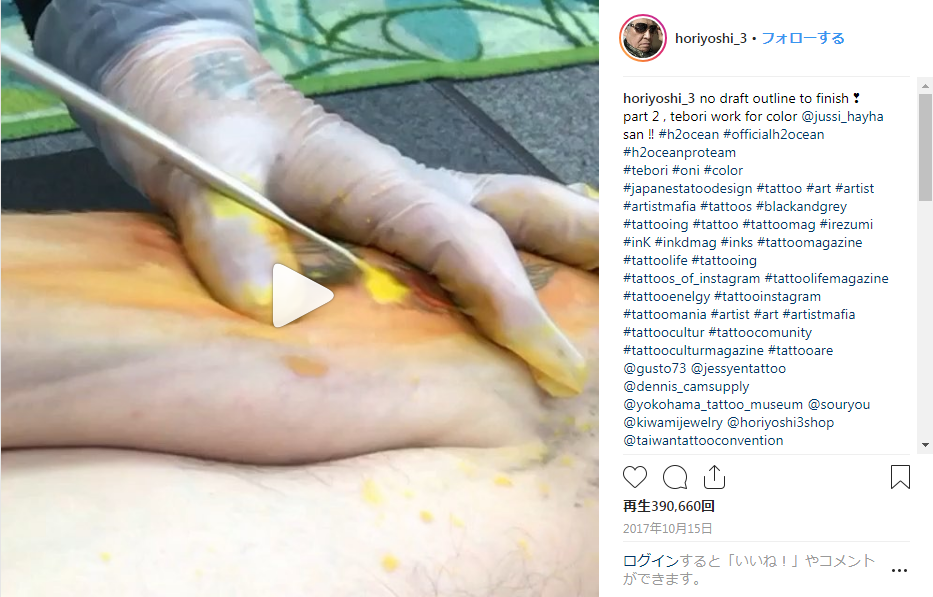 horiyoshi_3 • フォローする
horiyoshi_3 no draft outline to finish❣
part 2 , tebori work for color @jussi_hayha
san ‼ #h2ocean #officialh2ocean
#h2oceanproteam
#tebori #oni #color
#japanestatoodesign #tattoo #art #artist
#artistmafia #tattoos #blackandgrey
#tattooing #tattoo #tattoomag #irezumi
#inK #inkdmag #inks #tattoomagazine
#tattoolife #tattooing
#tattoos_of_instagram #tattoolifemagazine
#tattooenelgy #tattooinstagram
#tattoomania #artist #art #artistmafia
#tattoocultur #tattoocomunity
#tattooculturmagazine #tattooare
@gusto73 @jessyentattoo
@dennis_camsupply
@yokohama_tattoo_museum @souryou
@kiwamijewelry @horiyoshi3shop
@taiwantattooconvention
再生390,660回
2017年10月15日
ログインすると「いいね！」やコメント
ができます。